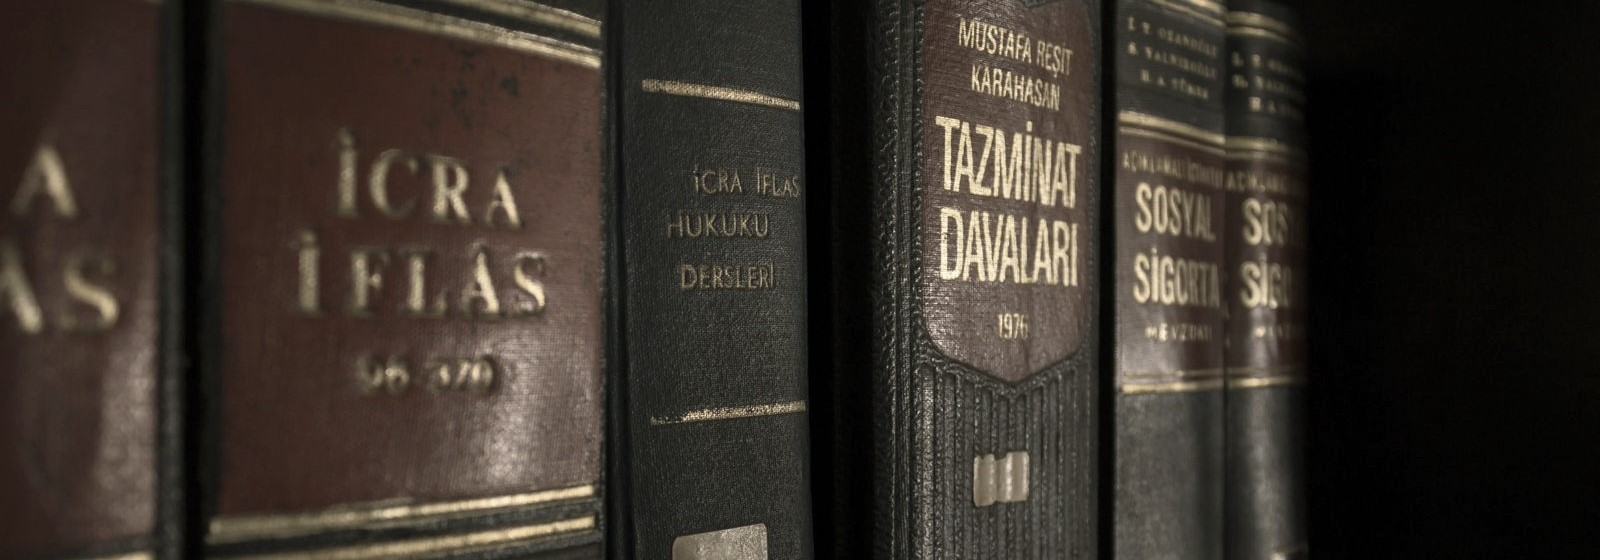 A
AS
İCRA
İFLÂS
96-370
İCRA İFLAS
HUKUKU
DERSLERİ
MUSTAFA REŞİT
KARAHASAN
TAZMİNAT
DAVALARI
1976
SOSYAL
SİGORTA
MEVZUATI
SOS
SİGO